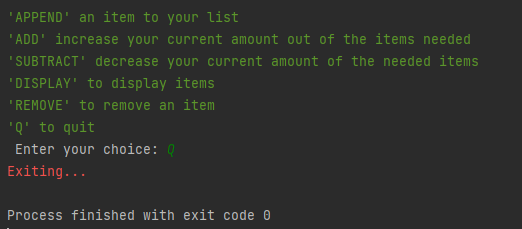 'APPEND' an item to your list
'ADD' increase your current amount out of the items needed
'SUBTRACT' decrease your current amount of the needed items
'DISPLAY' to display items
'REMOVE' to remove an item
'Q' to quit
Enter your choice: Q
Exiting...
Process finished with exit code 0